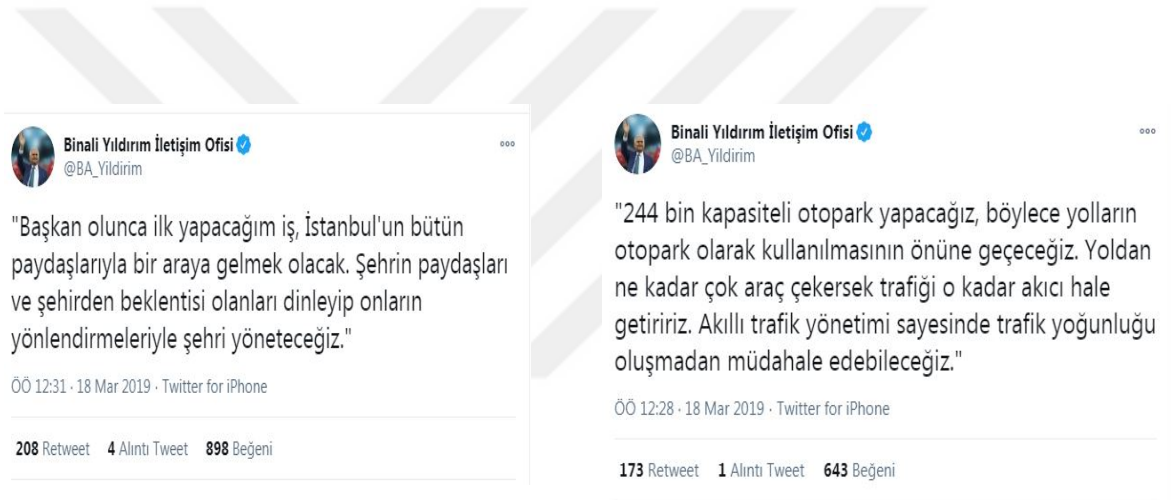 Binali Yıldırım İletişim Ofisi
@BA_Yildirim
"Başkan olunca ilk yapacağım iş, İstanbul'un bütün
paydaşlarıyla bir araya gelmek olacak. Şehrin paydaşları
ve şehirden beklentisi olanları dinleyip onların
yönlendirmeleriyle şehri yöneteceğiz."
ÖÖ 12:31 · 18 Mar 2019 · Twitter for iPhone
208 Retweet 4 Alıntı Tweet 898 Beğeni
Binali Yıldırım İletişim Ofisi
@BA_Yildirim
"244 bin kapasiteli otopark yapacağız, böylece yolların
otopark olarak kullanılmasının önüne geçeceğiz. Yoldan
ne kadar çok araç çekersek trafiği o kadar akıcı hale
getiririz. Akıllı trafik yönetimi sayesinde trafik yoğunluğu
oluşmadan müdahale edebileceğiz."
ÖÖ 12:28 · 18 Mar 2019 · Twitter for iPhone
173 Retweet 1 Alıntı Tweet 643 Beğeni